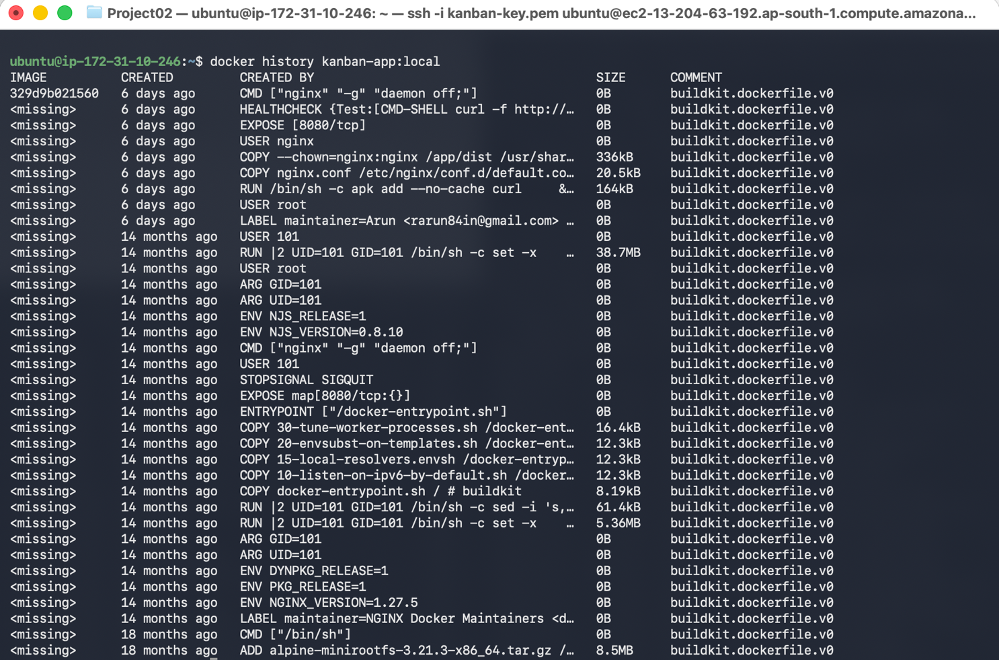 Project02 — ubuntu@ip-172-31-10-246: ~ — ssh -i kanban-key.pem ubuntu@ec2-13-204-63-192.ap-south-1.compute.amazona...
ubuntu@ip-172-31-10-246:~$ docker history kanban-app:local
IMAGE CREATED CREATED BY SIZE COMMENT
329d9b021560 6 days ago CMD ["nginx" "-g" "daemon off;"] 0B buildkit.dockerfile.v0
<missing> 6 days ago HEALTHCHECK {Test:[CMD-SHELL curl -f http://… 0B buildkit.dockerfile.v0
<missing> 6 days ago EXPOSE [8080/tcp] 0B buildkit.dockerfile.v0
<missing> 6 days ago USER nginx 0B buildkit.dockerfile.v0
<missing> 6 days ago COPY --chown=nginx:nginx /app/dist /usr/shar… 336kB buildkit.dockerfile.v0
<missing> 6 days ago COPY nginx.conf /etc/nginx/conf.d/default.co… 20.5kB buildkit.dockerfile.v0
<missing> 6 days ago RUN /bin/sh -c apk add --no-cache curl &… 164kB buildkit.dockerfile.v0
<missing> 6 days ago USER root 0B buildkit.dockerfile.v0
<missing> 6 days ago LABEL maintainer=Arun <rarun84in@gmail.com> … 0B buildkit.dockerfile.v0
<missing> 14 months ago USER 101 0B buildkit.dockerfile.v0
<missing> 14 months ago RUN |2 UID=101 GID=101 /bin/sh -c set -x … 38.7MB buildkit.dockerfile.v0
<missing> 14 months ago USER root 0B buildkit.dockerfile.v0
<missing> 14 months ago ARG GID=101 0B buildkit.dockerfile.v0
<missing> 14 months ago ARG UID=101 0B buildkit.dockerfile.v0
<missing> 14 months ago ENV NJS_RELEASE=1 0B buildkit.dockerfile.v0
<missing> 14 months ago ENV NJS_VERSION=0.8.10 0B buildkit.dockerfile.v0
<missing> 14 months ago CMD ["nginx" "-g" "daemon off;"] 0B buildkit.dockerfile.v0
<missing> 14 months ago USER 101 0B buildkit.dockerfile.v0
<missing> 14 months ago STOPSIGNAL SIGQUIT 0B buildkit.dockerfile.v0
<missing> 14 months ago EXPOSE map[8080/tcp:{}] 0B buildkit.dockerfile.v0
<missing> 14 months ago ENTRYPOINT ["/docker-entrypoint.sh"] 0B buildkit.dockerfile.v0
<missing> 14 months ago COPY 30-tune-worker-processes.sh /docker-ent… 16.4kB buildkit.dockerfile.v0
<missing> 14 months ago COPY 20-envsubst-on-templates.sh /docker-ent… 12.3kB buildkit.dockerfile.v0
<missing> 14 months ago COPY 15-local-resolvers.envsh /docker-entryp… 12.3kB buildkit.dockerfile.v0
<missing> 14 months ago COPY 10-listen-on-ipv6-by-default.sh /docker… 12.3kB buildkit.dockerfile.v0
<missing> 14 months ago COPY docker-entrypoint.sh / # buildkit 8.19kB buildkit.dockerfile.v0
<missing> 14 months ago RUN |2 UID=101 GID=101 /bin/sh -c sed -i 's,… 61.4kB buildkit.dockerfile.v0
<missing> 14 months ago RUN |2 UID=101 GID=101 /bin/sh -c set -x … 5.36MB buildkit.dockerfile.v0
<missing> 14 months ago ARG GID=101 0B buildkit.dockerfile.v0
<missing> 14 months ago ARG UID=101 0B buildkit.dockerfile.v0
<missing> 14 months ago ENV DYNPKG_RELEASE=1 0B buildkit.dockerfile.v0
<missing> 14 months ago ENV PKG_RELEASE=1 0B buildkit.dockerfile.v0
<missing> 14 months ago ENV NGINX_VERSION=1.27.5 0B buildkit.dockerfile.v0
<missing> 14 months ago LABEL maintainer=NGINX Docker Maintainers <d… 0B buildkit.dockerfile.v0
<missing> 18 months ago CMD ["/bin/sh"] 0B buildkit.dockerfile.v0
<missing> 18 months ago ADD alpine-minirootfs-3.21.3-x86_64.tar.gz /… 8.5MB buildkit.dockerfile.v0